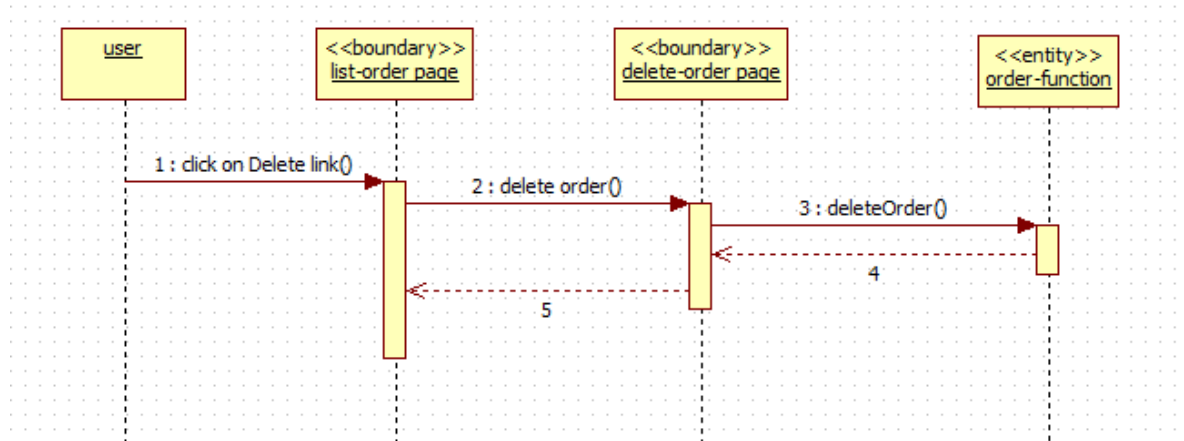 user
<<boundary>>
list-order page
<<boundary>>
delete-order page
<<entity>>
order-function
1 : click on Delete link()
2 : delete order()
3 : deleteOrder()
4
5